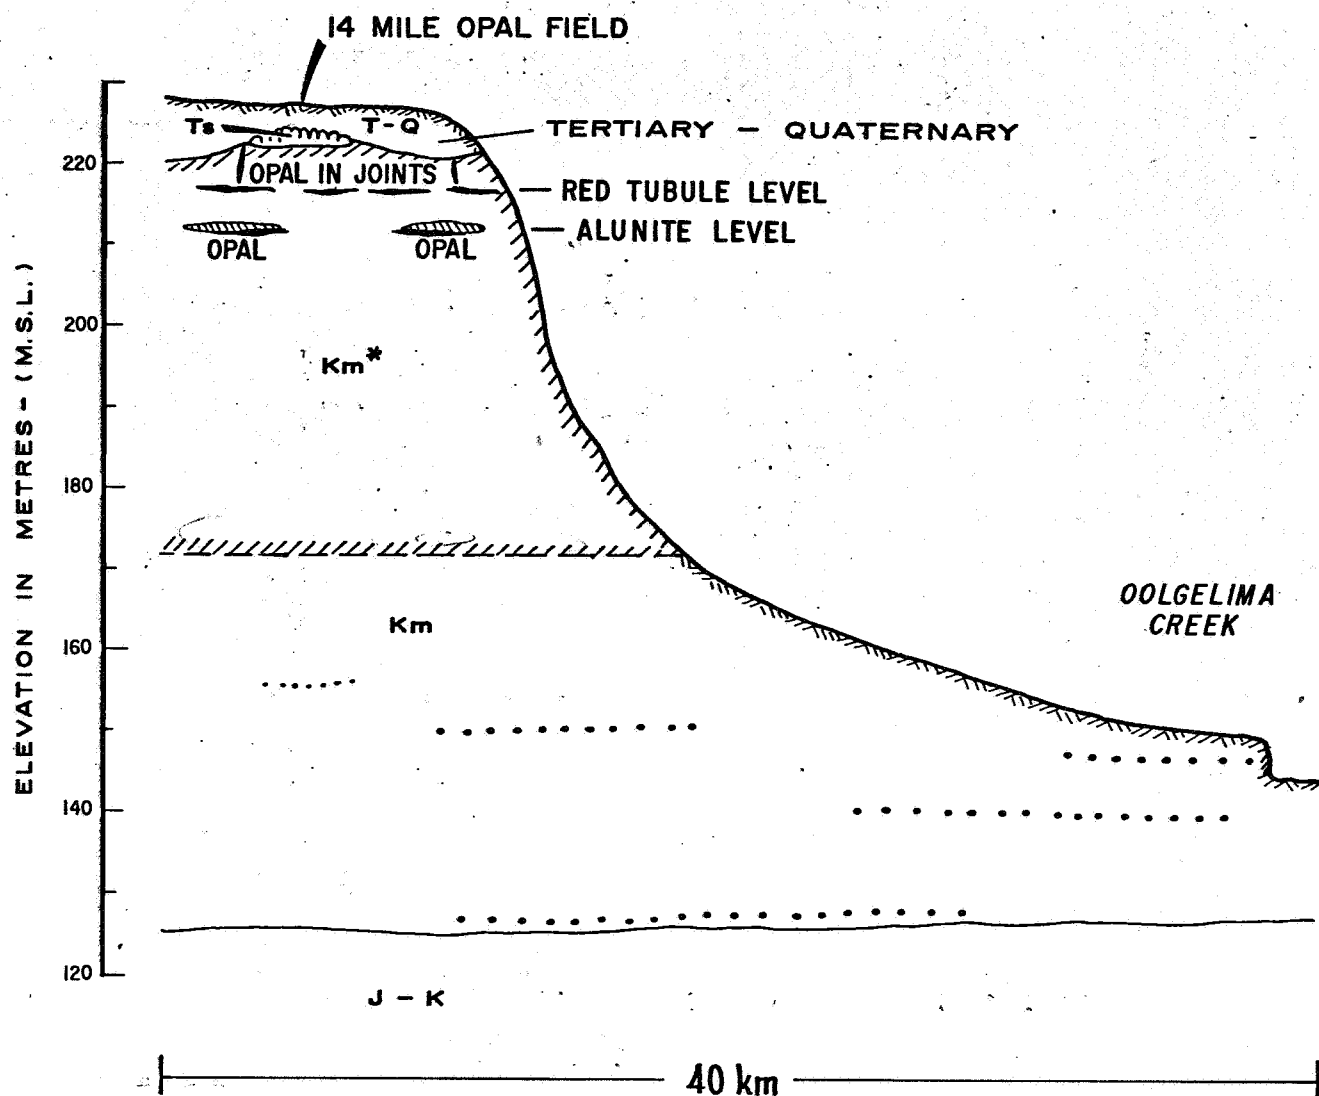 14 MILE OPAL FIELD
Ts
T-Q
TERTIARY - QUATERNARY
220
OPAL IN JOINTS
RED TUBULE LEVEL
ALUNITE LEVEL
OPAL
OPAL
200
Km*
180
ELEVATION IN METRES - (M.S.L.)
OOLGELIMA
CREEK
Km
160
140
120
J - K
40 km